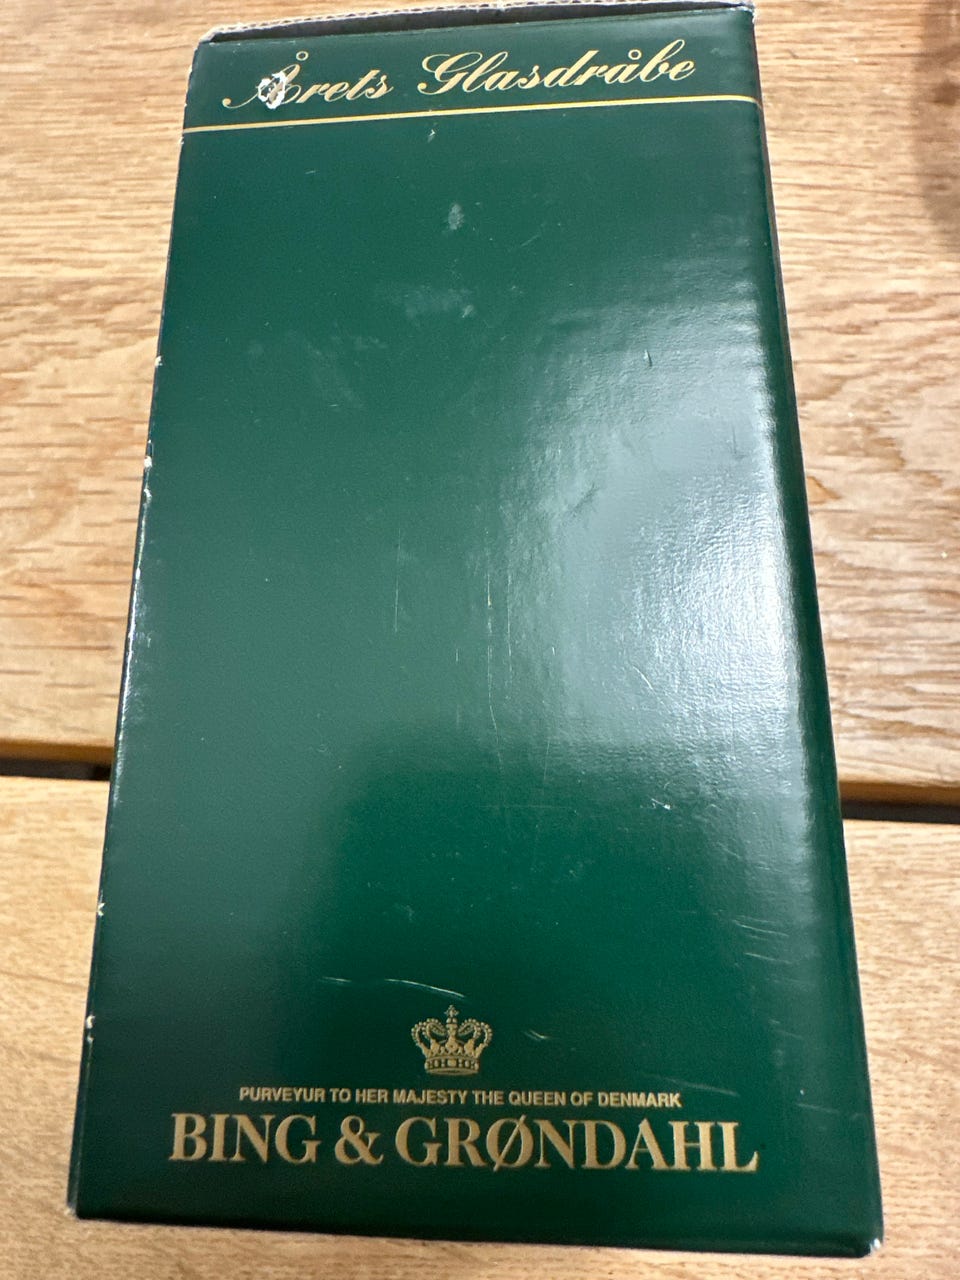 Årets Glasdråbe
PURVEYUR TO HER MAJESTY THE QUEEN OF DENMARK
BING & GRØNDAHL